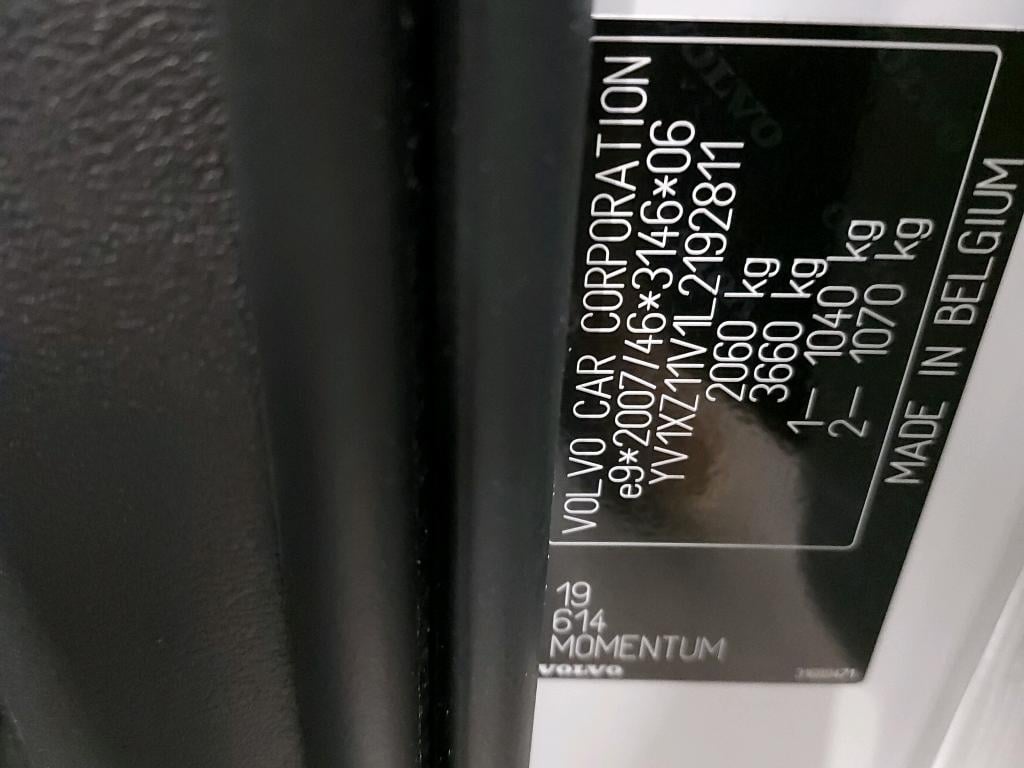 VOLVO CAR CORPORATION
e9*2007/46*3146*06
YV1XZ11V1L2192811
2060 kg
3660 kg
1— 1040 kg
2— 1070 kg
MADE IN BELGIUM
19
614
MOMENTUM
VOLVO